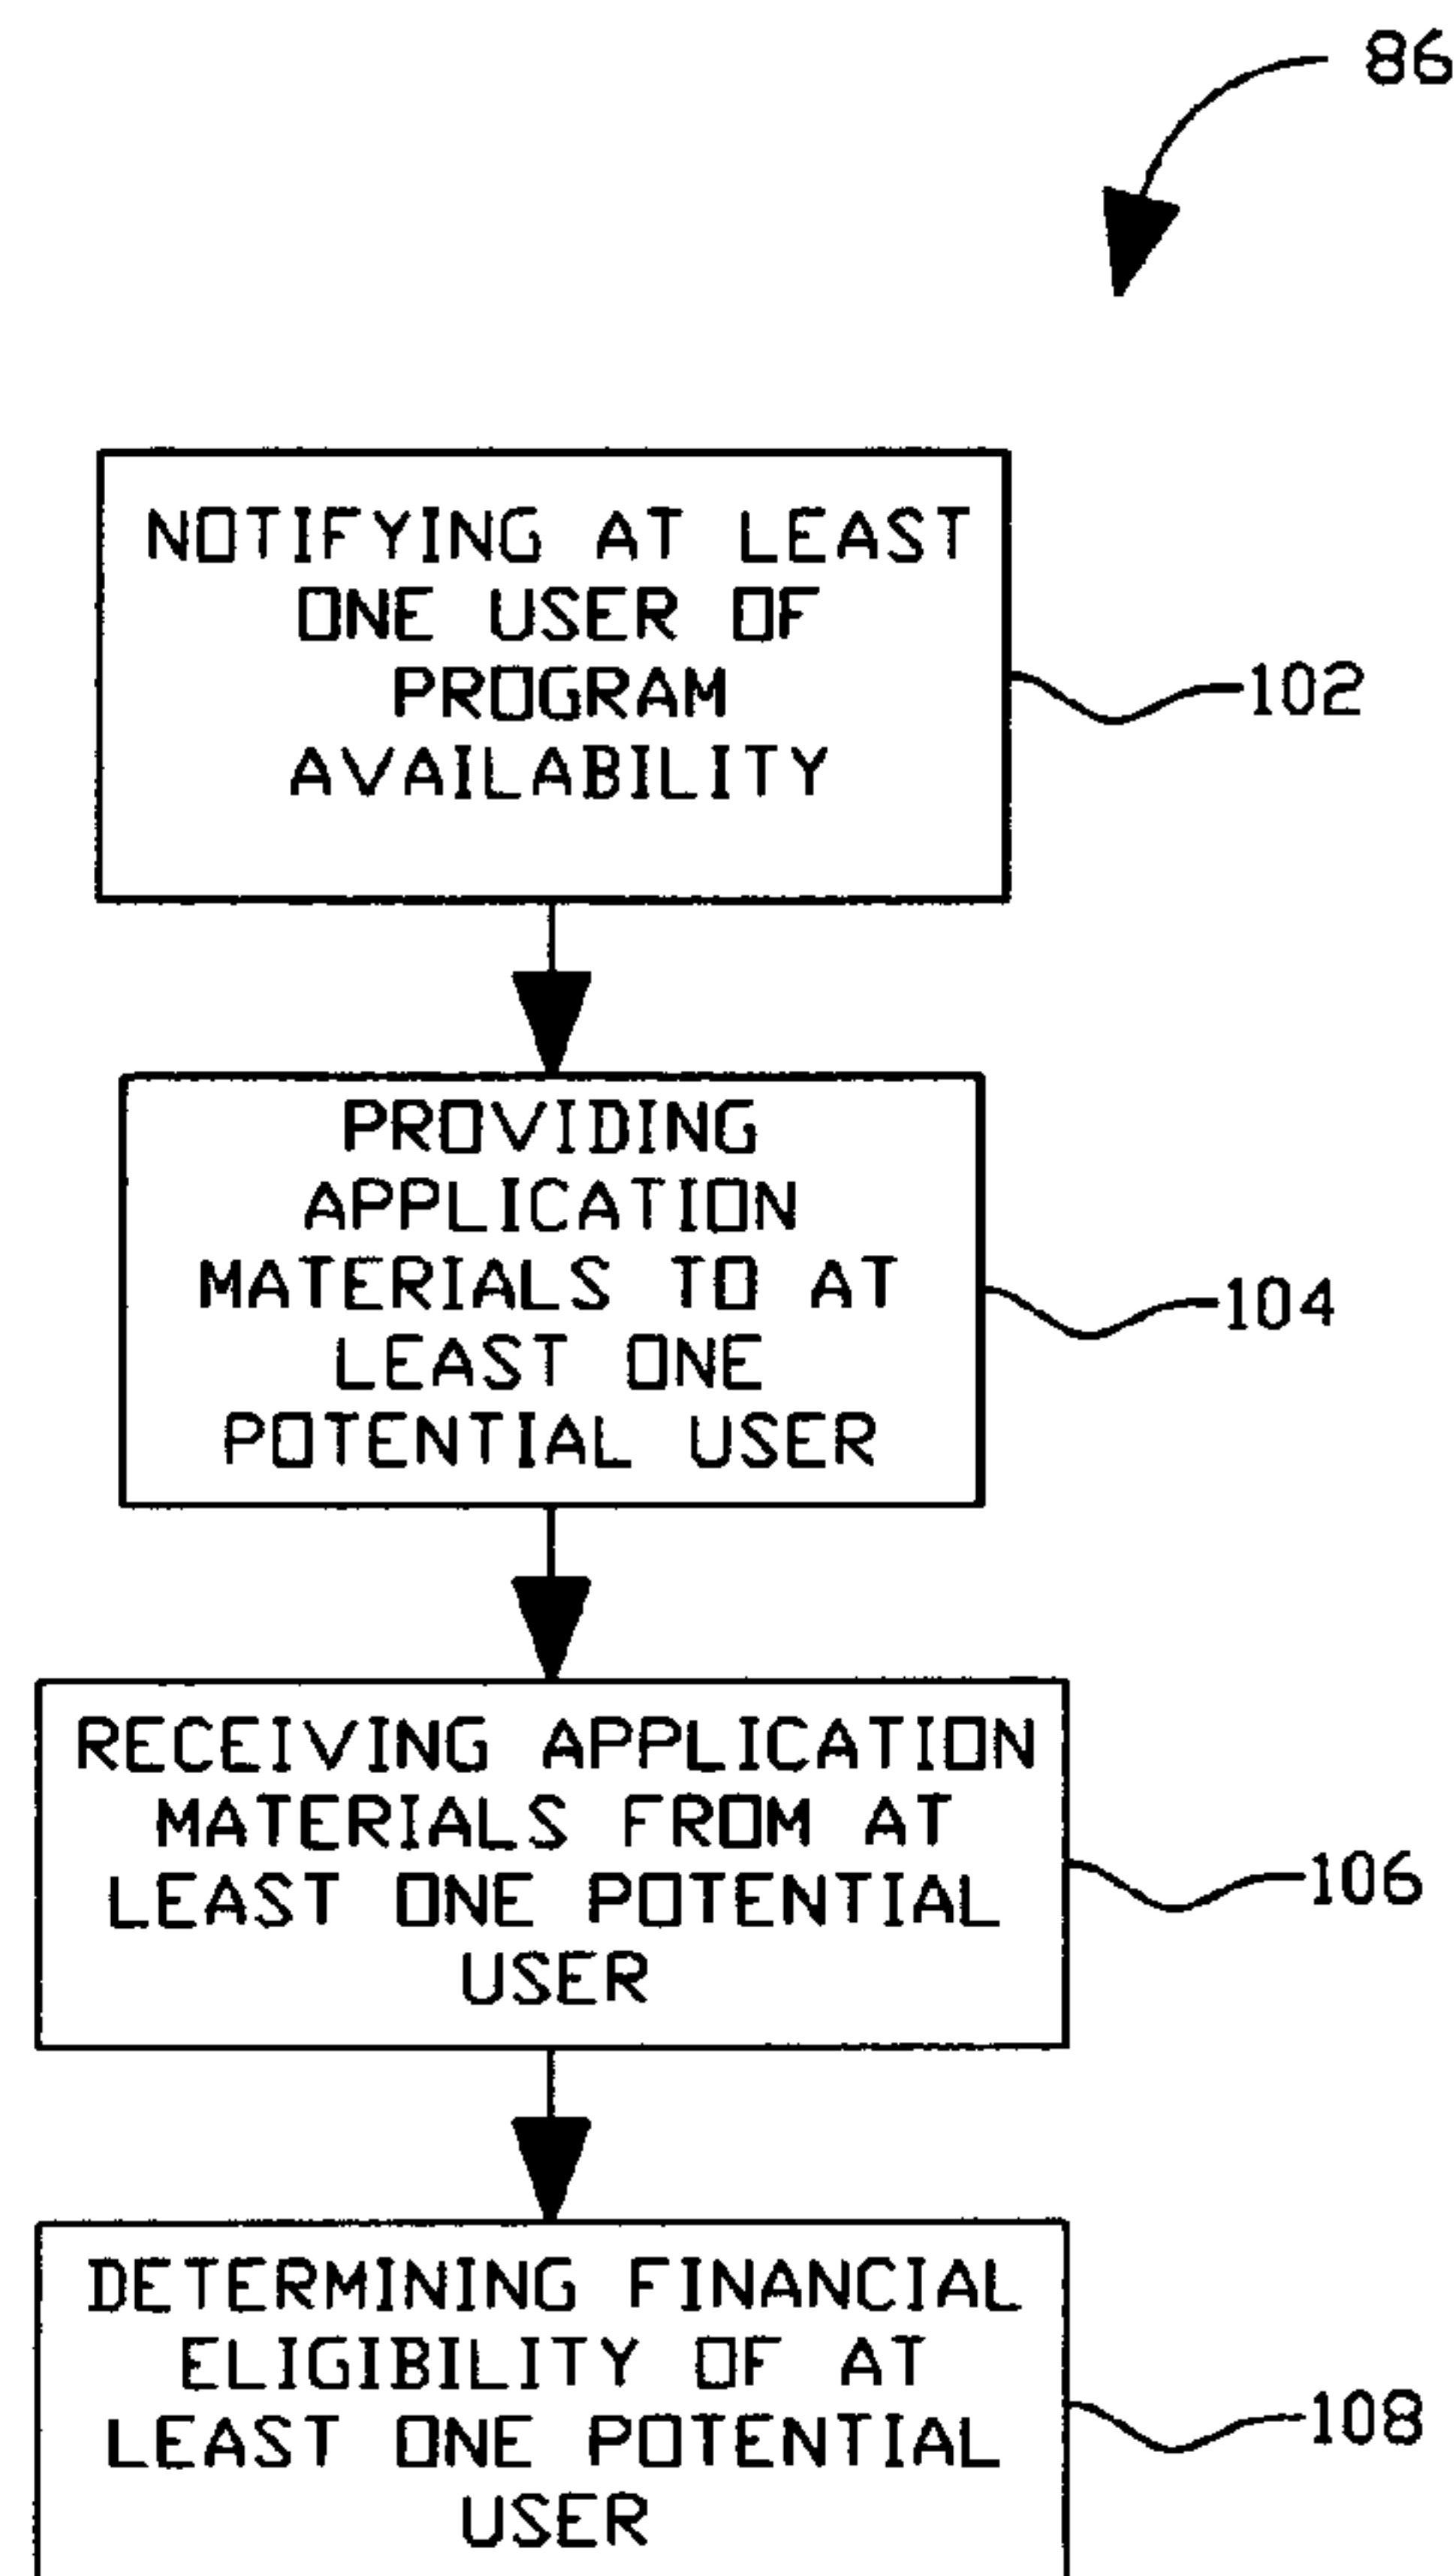 86
NOTIFYING AT LEAST
ONE USER OF
PROGRAM
AVAILABILITY
102
PROVIDING
APPLICATION
MATERIALS TO AT
LEAST ONE
POTENTIAL USER
104
RECEIVING APPLICATION
MATERIALS FROM AT
LEAST ONE POTENTIAL
USER
106
DETERMINING FINANCIAL
ELIGIBILITY OF AT
LEAST ONE POTENTIAL
USER
108